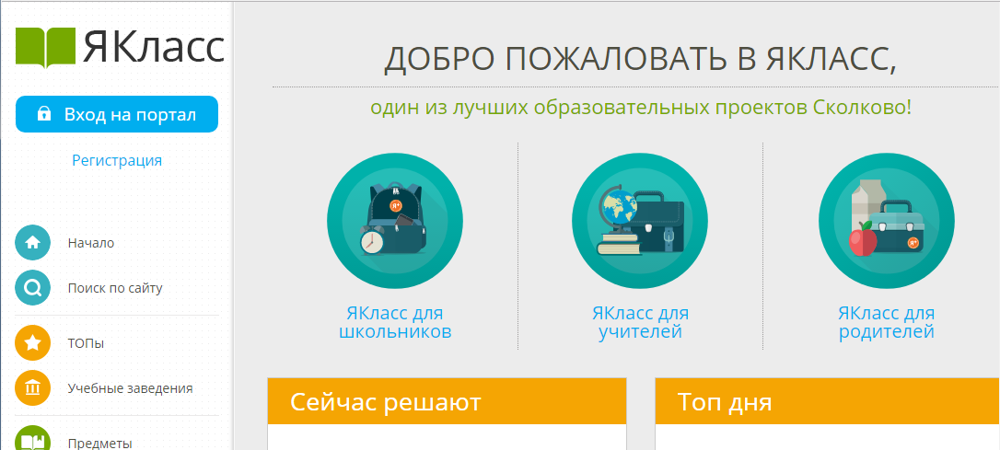 ЯКласс
Вход на портал
Регистрация
Начало
Поиск по сайту
ТОПы
Учебные заведения
Предметы
ДОБРО ПОЖАЛОВАТЬ В ЯКЛАСС,
один из лучших образовательных проектов Сколково!
ЯКласс для
школьников
ЯКласс для
учителей
ЯКласс для
родителей
Сейчас решают
Топ дня